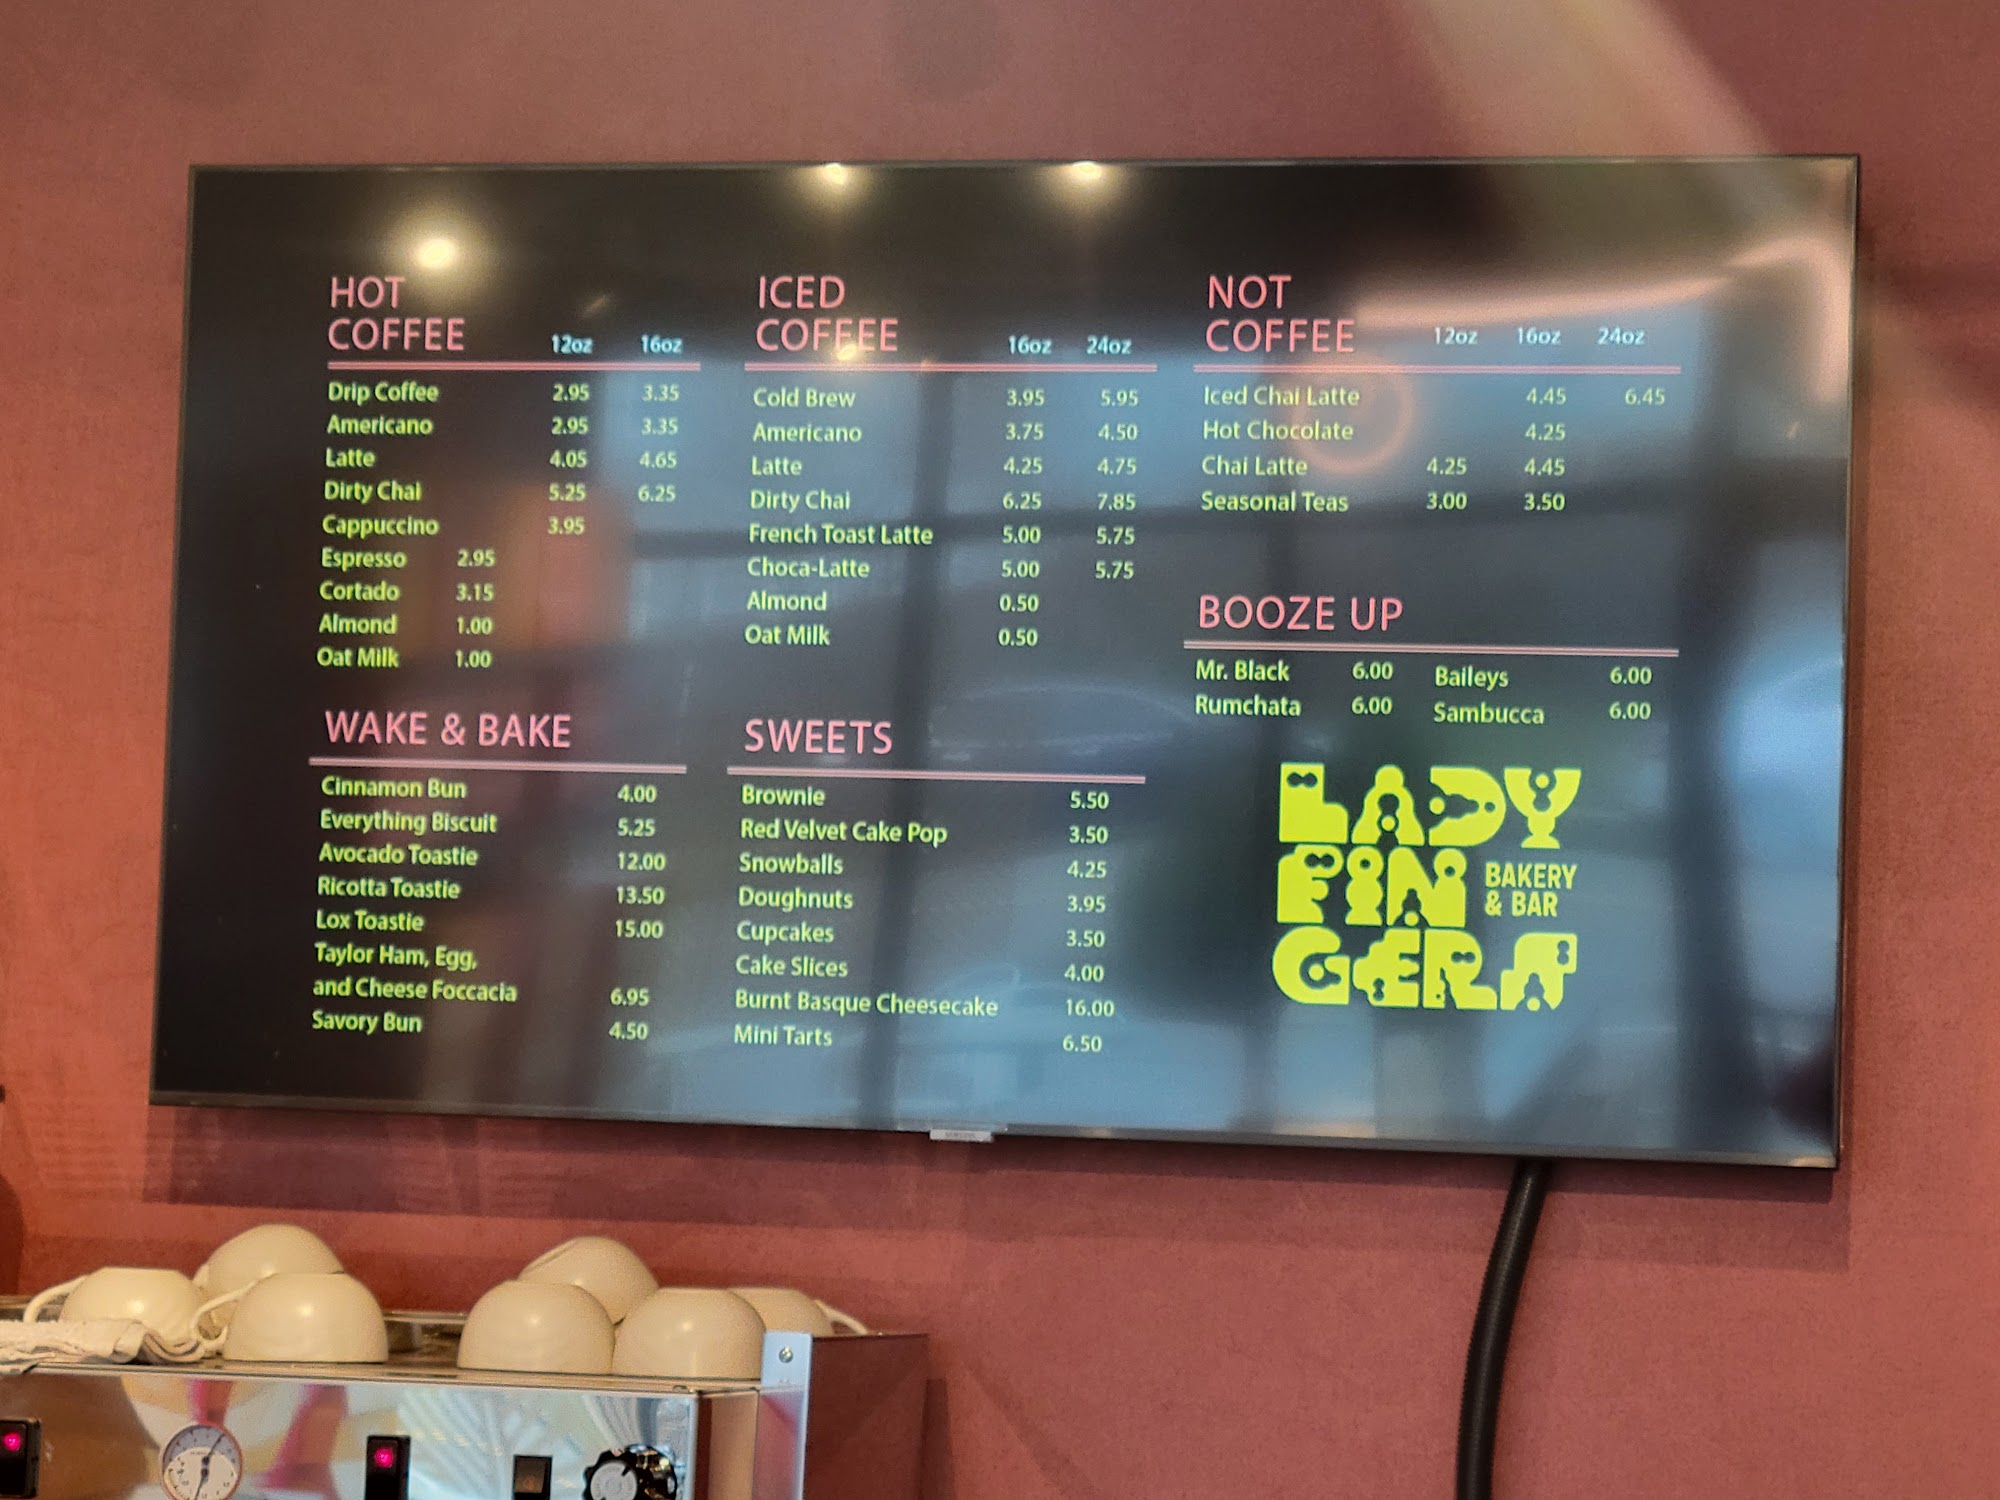 HOT
COFFEE 12oz 16oz
Drip Coffee 2.95 3.35
Americano 2.95 3.35
Latte 4.05 4.65
Dirty Chai 5.25 6.25
Cappuccino 3.95
Espresso 2.95
Cortado 3.15
Almond 1.00
Oat Milk 1.00
WAKE & BAKE
Cinnamon Bun 4.00
Everything Biscuit 5.25
Avocado Toastie 12.00
Ricotta Toastie 13.50
Lox Toastie 15.00
Taylor Ham, Egg,
and Cheese Foccacia 6.95
Savory Bun 4.50
ICED
COFFEE 16oz 24oz
Cold Brew 3.95 5.95
Americano 3.75 4.50
Latte 4.25 4.75
Dirty Chai 6.25 7.85
French Toast Latte 5.00 5.75
Choca-Latte 5.00 5.75
Almond 0.50
Oat Milk 0.50
SWEETS
Brownie 5.50
Red Velvet Cake Pop 3.50
Snowballs 4.25
Doughnuts 3.95
Cupcakes 3.50
Cake Slices 4.00
Burnt Basque Cheesecake 16.00
Mini Tarts 6.50
NOT
COFFEE 12oz 16oz 24oz
Iced Chai Latte 4.45 6.45
Hot Chocolate 4.25
Chai Latte 4.25 4.45
Seasonal Teas 3.00 3.50
BOOZE UP
Mr. Black 6.00 Baileys 6.00
Rumchata 6.00 Sambucca 6.00
LADY
FIN
GERS
BAKERY
& BAR